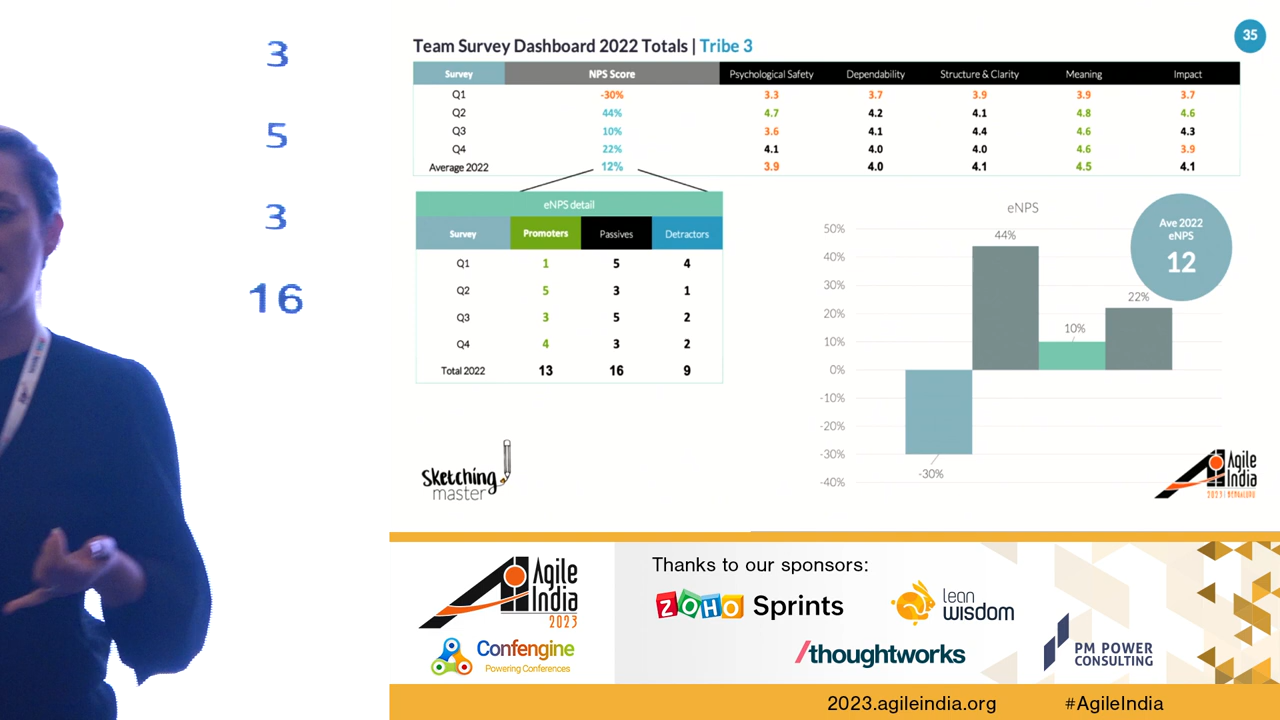 3
5
3
16
Team Survey Dashboard 2022 Totals | Tribe 3
35
Survey NPS Score Psychological Safety Dependability Structure & Clarity Meaning Impact
Q1 -30% 3.3 3.7 3.9 3.9 3.7
Q2 44% 4.7 4.2 4.1 4.8 4.6
Q3 10% 3.6 4.1 4.4 4.6 4.3
Q4 22% 4.1 4.0 4.0 4.6 3.9
Average 2022 12% 3.9 4.0 4.1 4.5 4.1
eNPS detail
Survey Promoters Passives Detractors
Q1 1 5 4
Q2 5 3 1
Q3 3 5 2
Q4 4 3 2
Total 2022 13 16 9
eNPS
Ave 2022
eNPS
12
50%
40%
30%
20%
10%
0%
-10%
-20%
-30%
-40%
-30%
44%
10%
22%
Sketching
master
Agile
India
2023 | BENGALURU
Agile
India
2023
Confengine
Powering Conferences
Thanks to our sponsors:
ZOHO Sprints
lean
wisdom
/thoughtworks
PM POWER
CONSULTING
2023.agileindia.org #AgileIndia